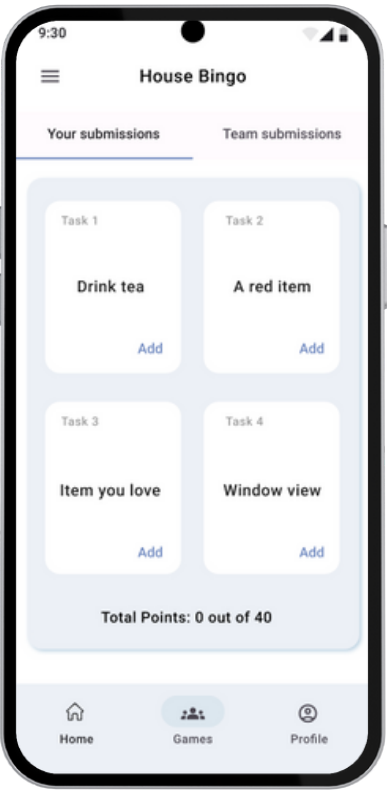 9:30
House Bingo
Your submissions Team submissions
Task 1 Task 2
Drink tea A red item
Add Add
Task 3 Task 4
Item you love Window view
Add Add
Total Points: 0 out of 40
Home Games Profile